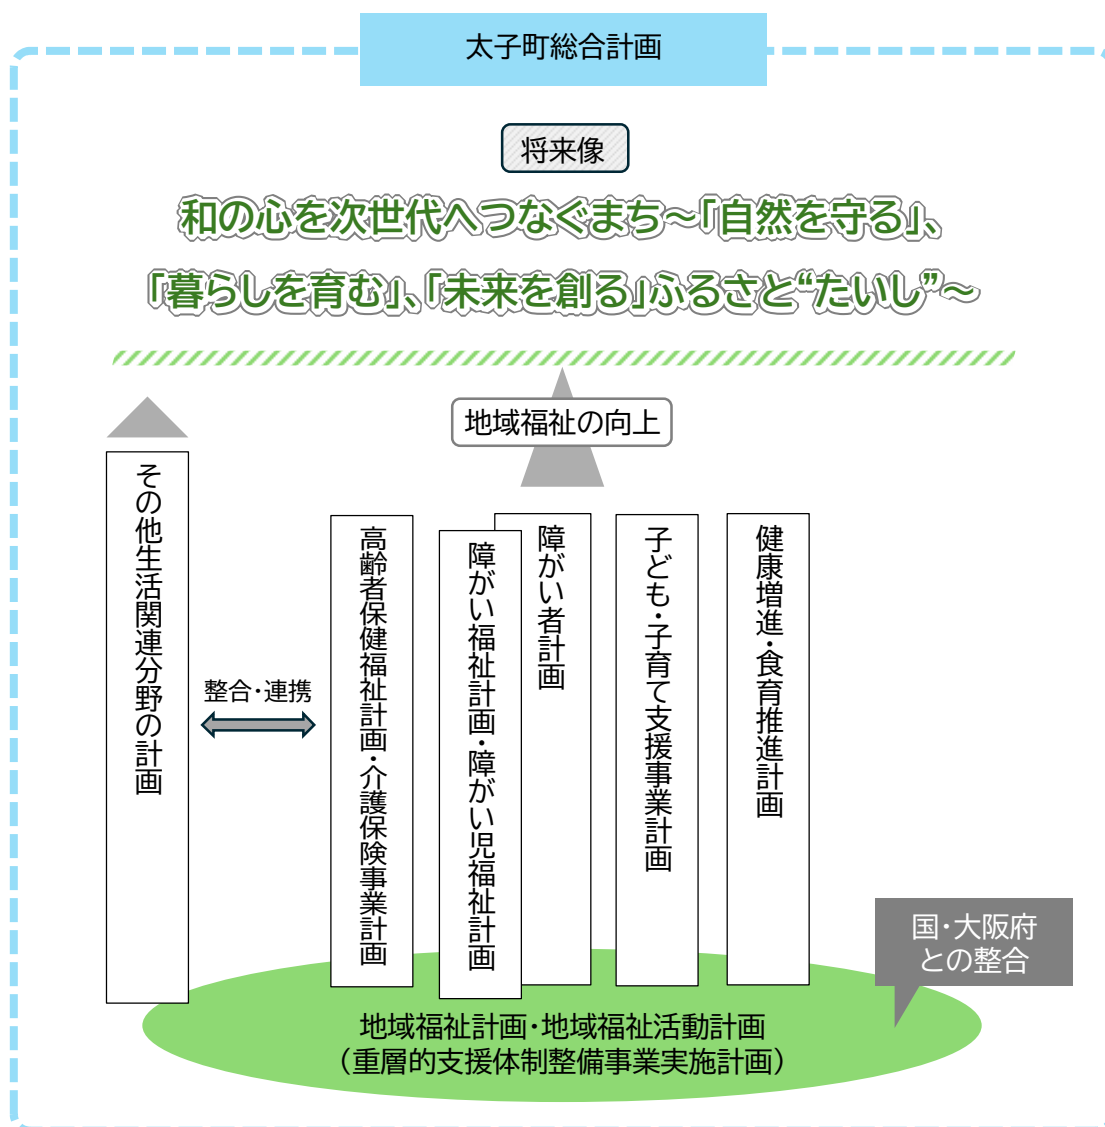 太子町総合計画
将来像
和の心を次世代へつなぐまち～「自然を守る」、
「暮らしを育む」、「未来を創る」ふるさと“たいし”～
地域福祉の向上
その他生活関連分野の計画
整合・連携
高齢者保健福祉計画・介護保険事業計画
障がい福祉計画・障がい児福祉計画
障がい者計画
子ども・子育て支援事業計画
健康増進・食育推進計画
国・大阪府
との整合
地域福祉計画・地域福祉活動計画
（重層的支援体制整備事業実施計画）